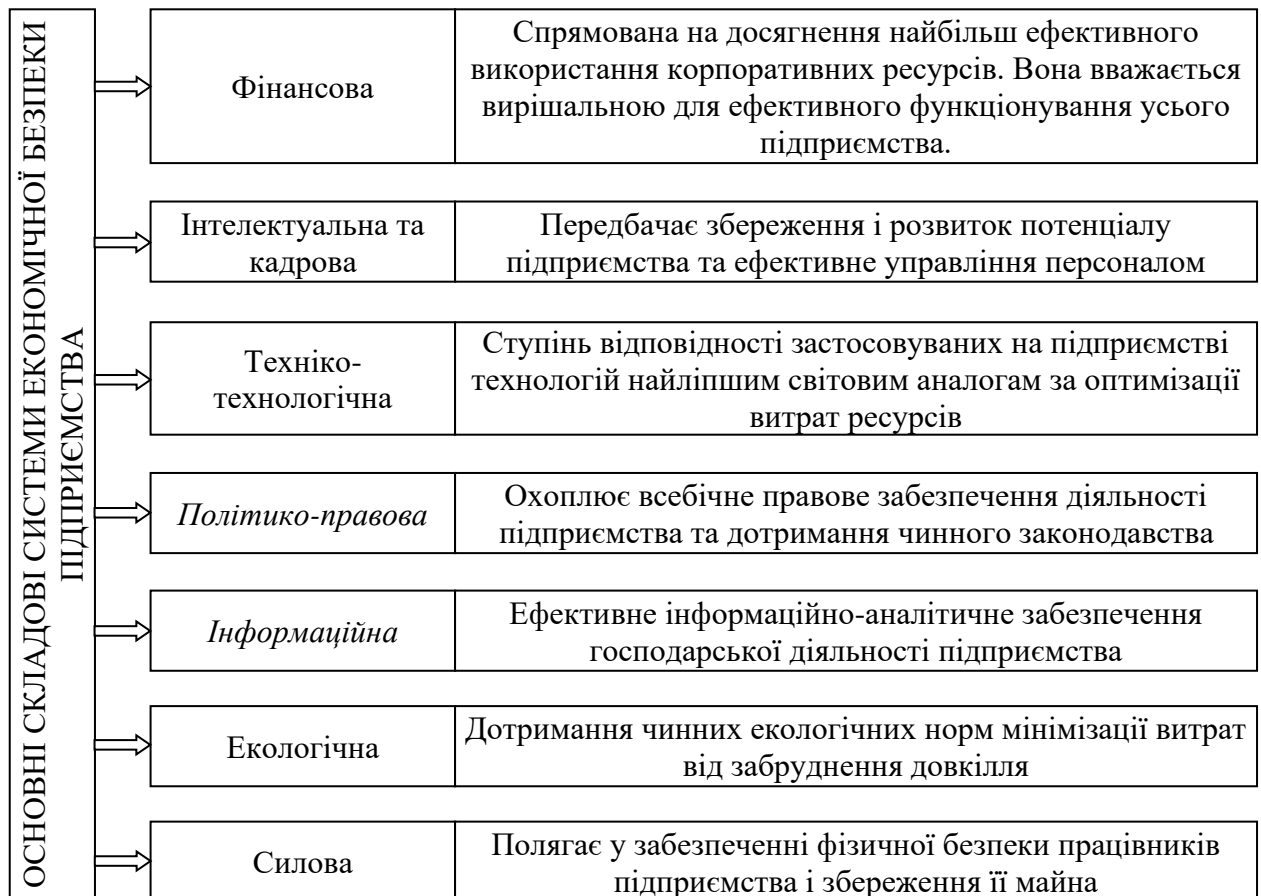 ОСНОВНІ СКЛАДОВІ СИСТЕМИ ЕКОНОМІЧНОЇ БЕЗПЕКИ
ПІДПРИЄМСТВА
Фінансова
Спрямована на досягнення найбільш ефективного
використання корпоративних ресурсів. Вона вважається
вирішальною для ефективного функціонування усього
підприємства.
Інтелектуальна та
кадрова
Передбачає збереження і розвиток потенціалу
підприємства та ефективне управління персоналом
Техніко-
технологічна
Ступінь відповідності застосовуваних на підприємстві
технологій найліпшим світовим аналогам за оптимізації
витрат ресурсів
Політико-правова
Охоплює всебічне правове забезпечення діяльності
підприємства та дотримання чинного законодавства
Інформаційна
Ефективне інформаційно-аналітичне забезпечення
господарської діяльності підприємства
Екологічна
Дотримання чинних екологічних норм мінімізації витрат
від забруднення довкілля
Силова
Полягає у забезпеченні фізичної безпеки працівників
підприємства і збереження її майна